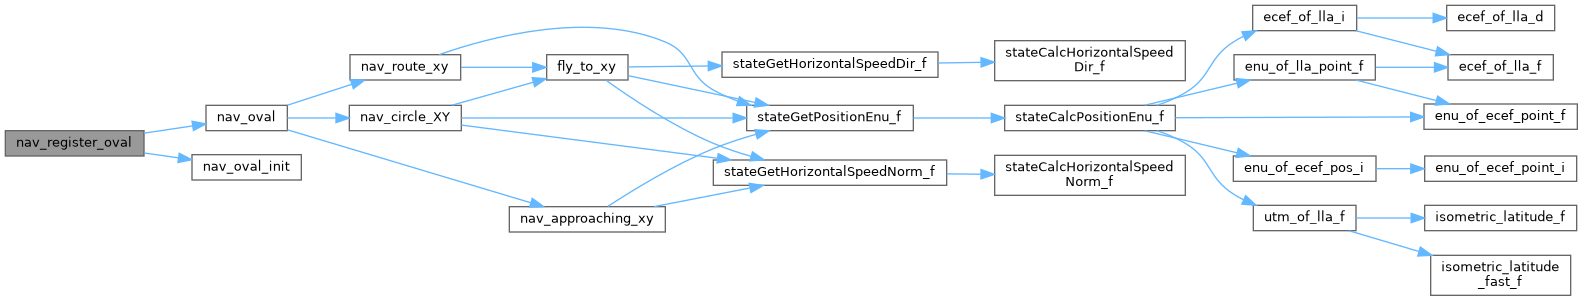 nav_register_oval
nav_oval
nav_oval_init
nav_route_xy
nav_circle_XY
nav_approaching_xy
fly_to_xy
stateGetHorizontalSpeedDir_f
stateGetPositionEnu_f
stateGetHorizontalSpeedNorm_f
stateCalcHorizontalSpeed
Dir_f
stateCalcPositionEnu_f
stateCalcHorizontalSpeed
Norm_f
ecef_of_lla_i
enu_of_lla_point_f
enu_of_ecef_pos_i
utm_of_lla_f
ecef_of_lla_d
ecef_of_lla_f
enu_of_ecef_point_f
enu_of_ecef_point_i
isometric_latitude_f
isometric_latitude
_fast_f